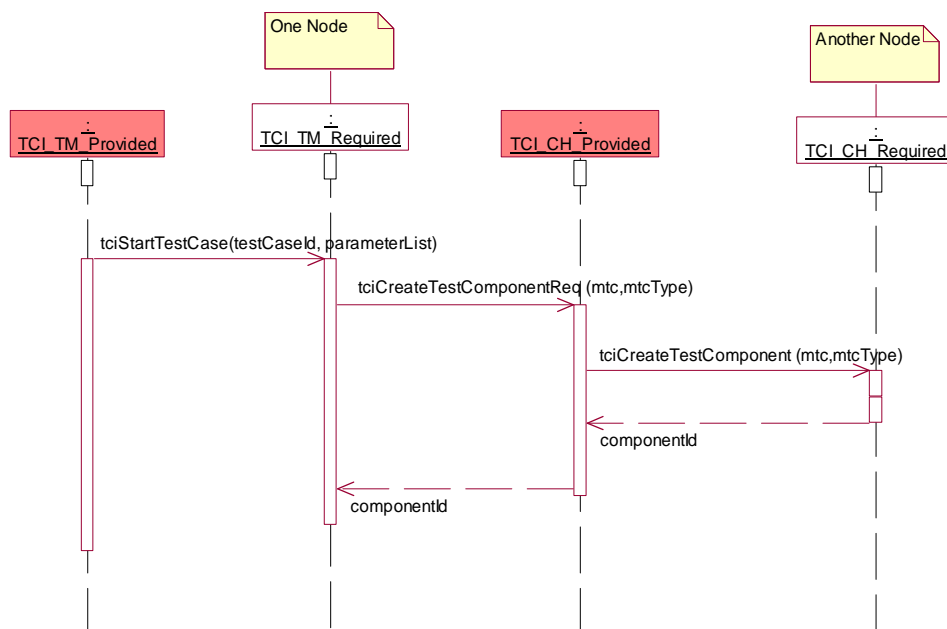 One Node
Another Node
:
TCI_TM_Provided
:
TCI_TM_Required
:
TCI_CH_Provided
:
TCI_CH_Required
tciStartTestCase(testCaseId, parameterList)
tciCreateTestComponentReq (mtc,mtcType)
tciCreateTestComponent (mtc,mtcType)
componentId
componentId